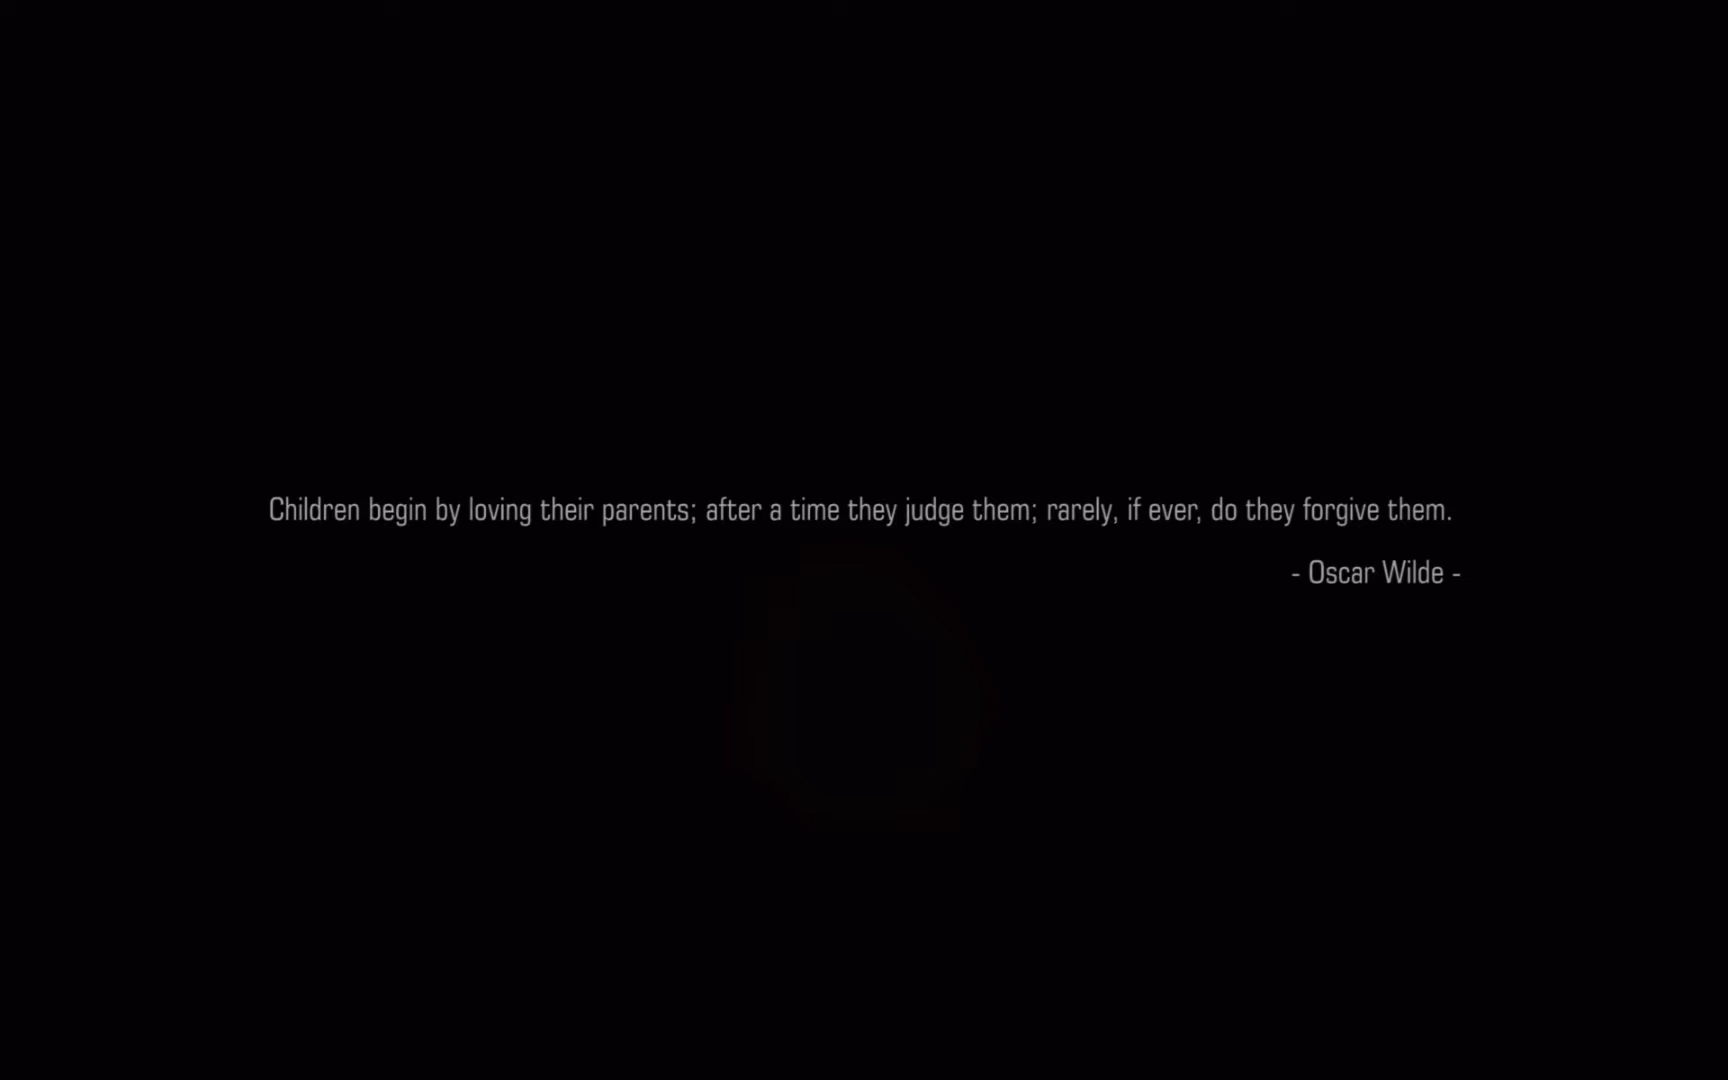 Children begin by loving their parents; after a time they judge them; rarely, if ever, do they forgive them.
- Oscar Wilde -